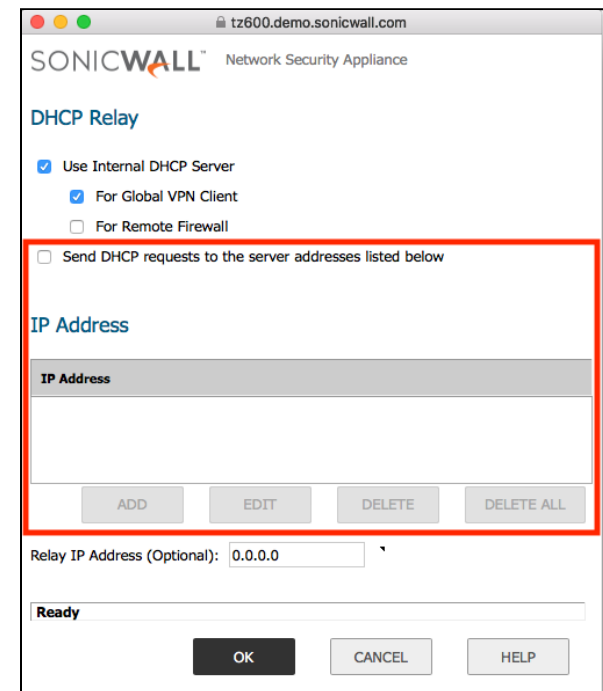 tz600.demo.sonicwall.com
SONICWALL™ Network Security Appliance
DHCP Relay
Use Internal DHCP Server
For Global VPN Client
For Remote Firewall
Send DHCP requests to the server addresses listed below
IP Address
IP Address
ADD EDIT DELETE DELETE ALL
Relay IP Address (Optional): 0.0.0.0
Ready
OK CANCEL HELP